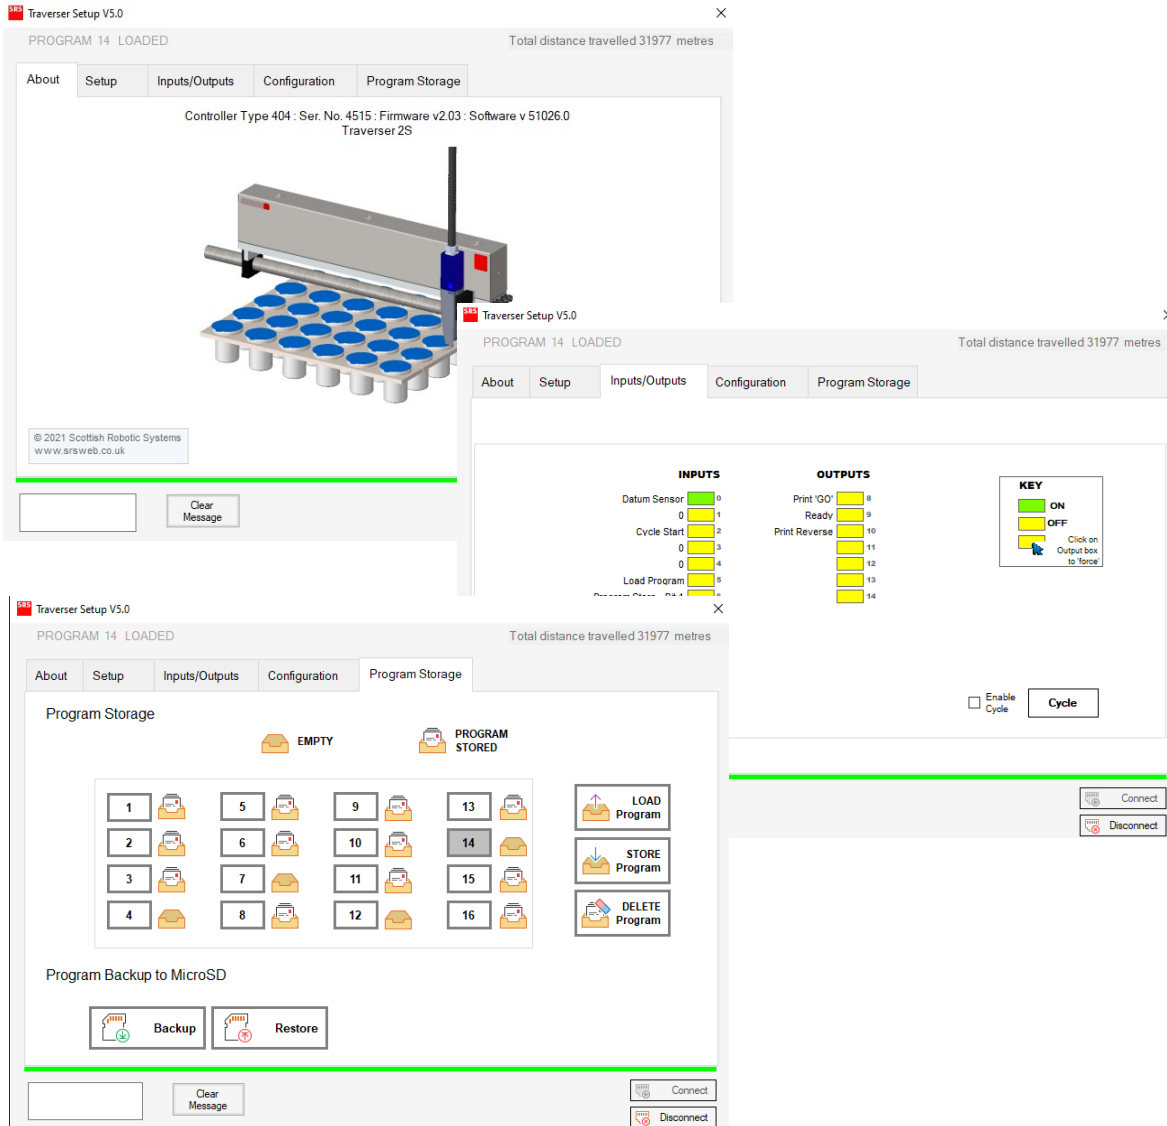 SRS Traverser Setup V5.0
PROGRAM 14 LOADED
Total distance travelled 31977 metres
About Setup Inputs/Outputs Configuration Program Storage
Controller Type 404 : Ser. No. 4515 : Firmware v2.03 : Software v 51026.0
Traverser 2S
© 2021 Scottish Robotic Systems
www.srsweb.co.uk
Clear
Message
SRS Traverser Setup V5.0
PROGRAM 14 LOADED
Total distance travelled 31977 metres
About Setup Inputs/Outputs Configuration Program Storage
INPUTS
Datum Sensor 0
0 1
Cycle Start 2
0 3
0 4
Load Program 5
OUTPUTS
Print 'GO' 8
Ready 9
Print Reverse 10
11
12
13
14
KEY
ON
OFF
Click on
Output box
to 'force'
Enable
Cycle
Cycle
Connect
Disconnect
SRS Traverser Setup V5.0
PROGRAM 14 LOADED
Total distance travelled 31977 metres
About Setup Inputs/Outputs Configuration Program Storage
Program Storage
EMPTY
PROGRAM
STORED
1 5 9 13
2 6 10 14
3 7 11 15
4 8 12 16
LOAD
Program
STORE
Program
DELETE
Program
Program Backup to MicroSD
Backup
Restore
Clear
Message
Connect
Disconnect